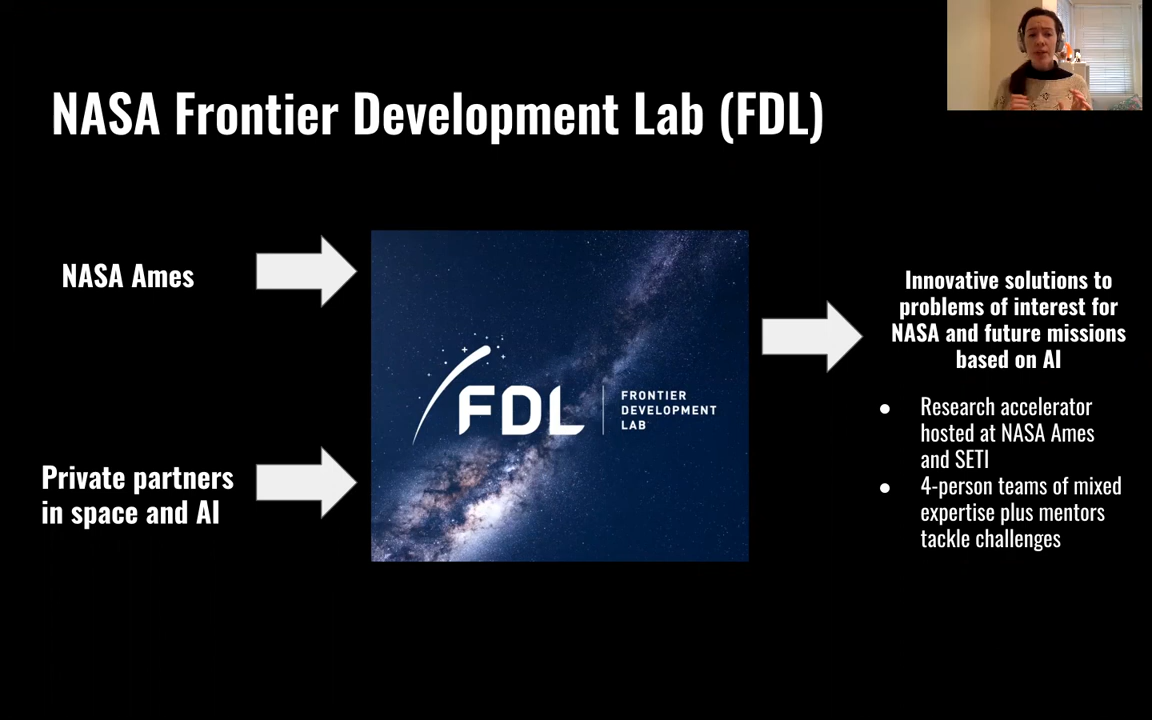 NASA Frontier Development Lab (FDL)
NASA Ames
Private partners
in space and AI
FDL
FRONTIER
DEVELOPMENT
LAB
Innovative solutions to
problems of interest for
NASA and future missions
based on AI
● Research accelerator
hosted at NASA Ames
and SETI
● 4-person teams of mixed
expertise plus mentors
tackle challenges